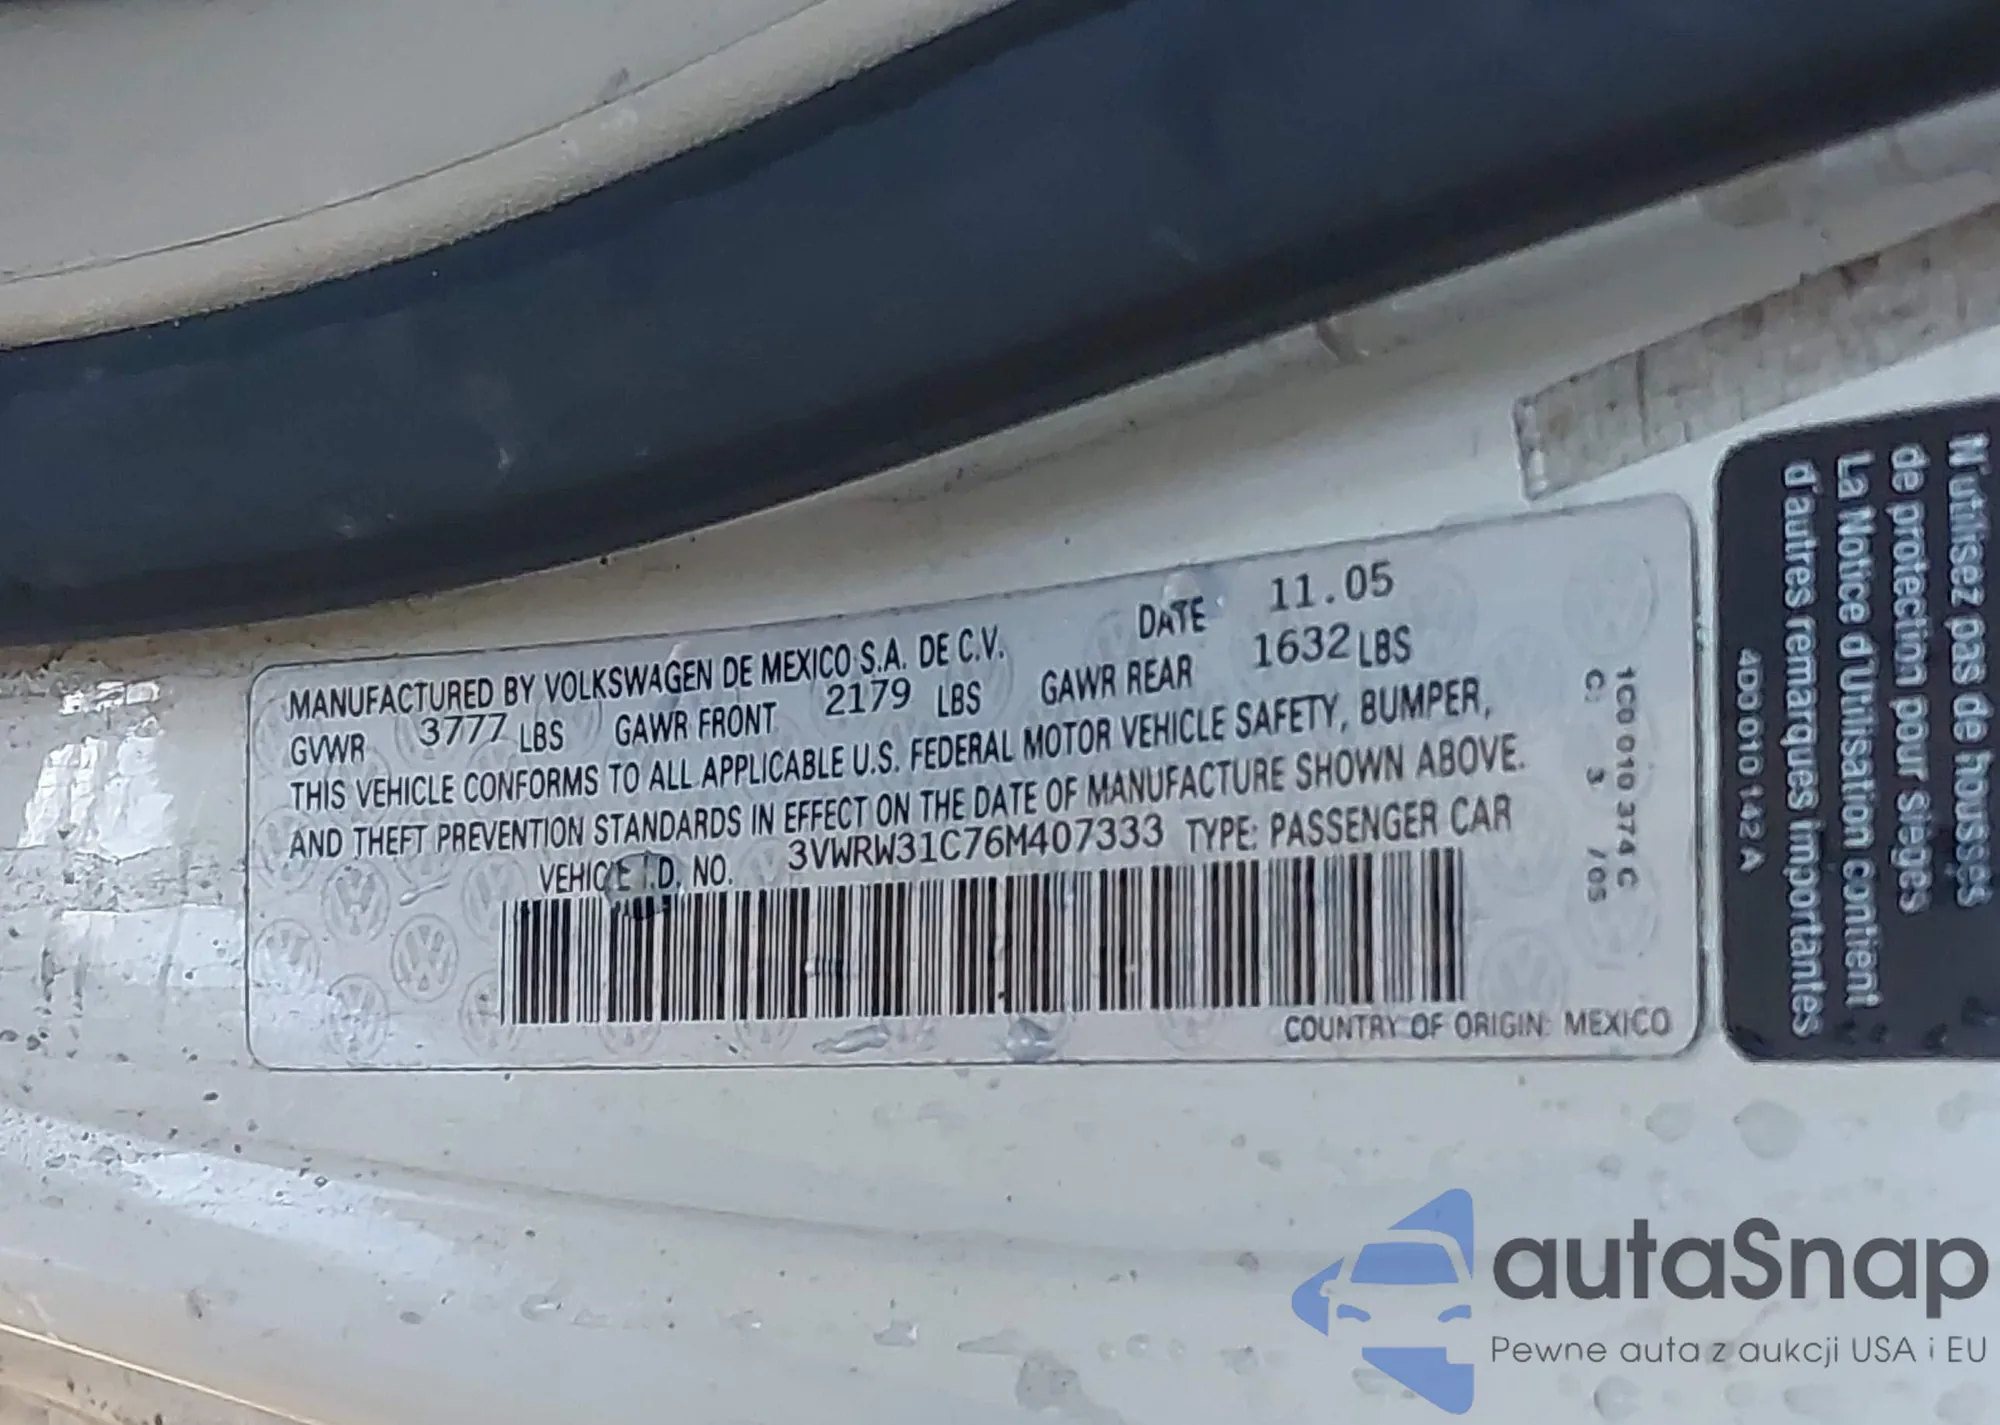 MANUFACTURED BY VOLKSWAGEN DE MEXICO S.A. DE C.V. DATE 11.05
GVWR 3777 LBS GAWR FRONT 2179 LBS GAWR REAR 1632 LBS
THIS VEHICLE CONFORMS TO ALL APPLICABLE U.S. FEDERAL MOTOR VEHICLE SAFETY, BUMPER,
AND THEFT PREVENTION STANDARDS IN EFFECT ON THE DATE OF MANUFACTURE SHOWN ABOVE.
VEHICLE I.D. NO. 3VWRW31C76M407333 TYPE: PASSENGER CAR
COUNTRY OF ORIGIN: MEXICO
1C0 010 374 C
C. 3 /05
N'utilisez pas de housses
de protection pour sièges
La Notice d'utilisation contient
d'autres remarques importantes
4D0 010 142 A
autaSnap
Pewne auta z aukcji USA i EU